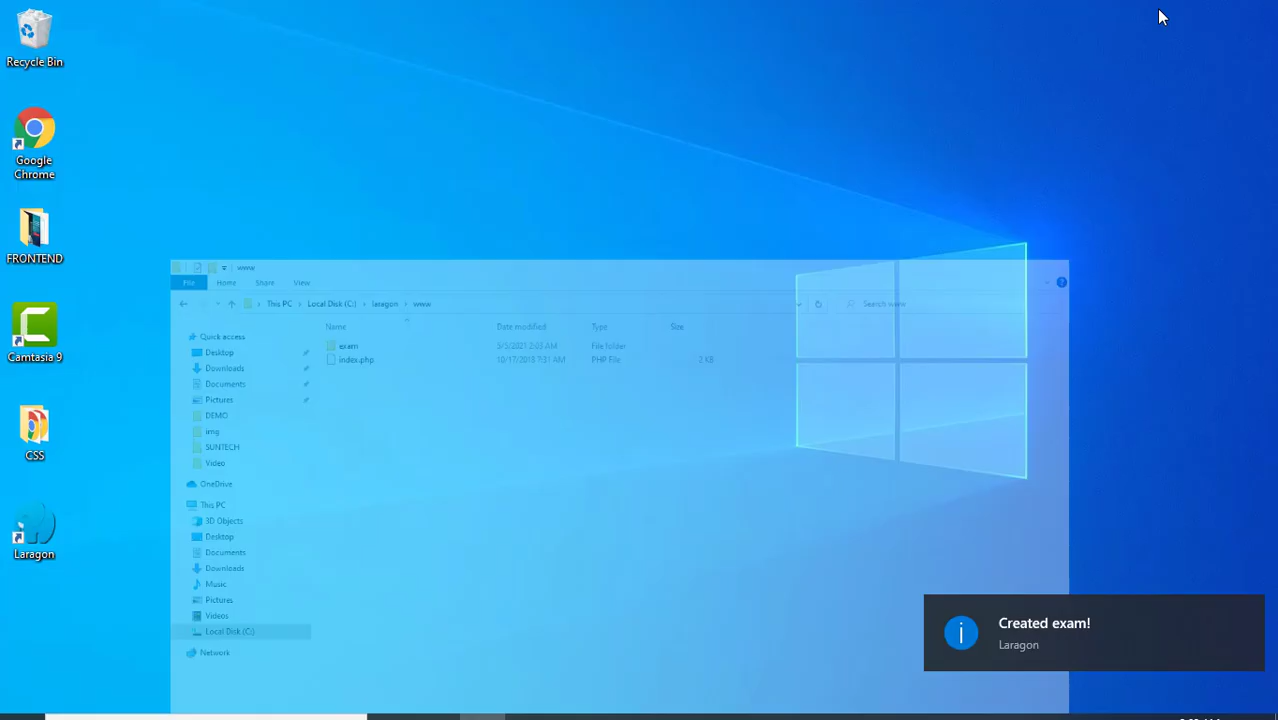 Recycle Bin
Google
Chrome
FRONTEND
Camtasia 9
CSS
Laragon
www
File
Home
Share
View
This PC
Local Disk (C:)
laragon
www
Search www
Name
Date modified
Type
Size
exam
3/5/2021 2:03 AM
File folder
index.php
10/17/2018 7:31 AM
PHP File
2 KB
Quick access
Desktop
Downloads
Documents
Pictures
DEMO
img
SUNTECH
Video
OneDrive
This PC
3D Objects
Desktop
Documents
Downloads
Music
Pictures
Videos
Local Disk (C:)
Network
Created exam!
Laragon